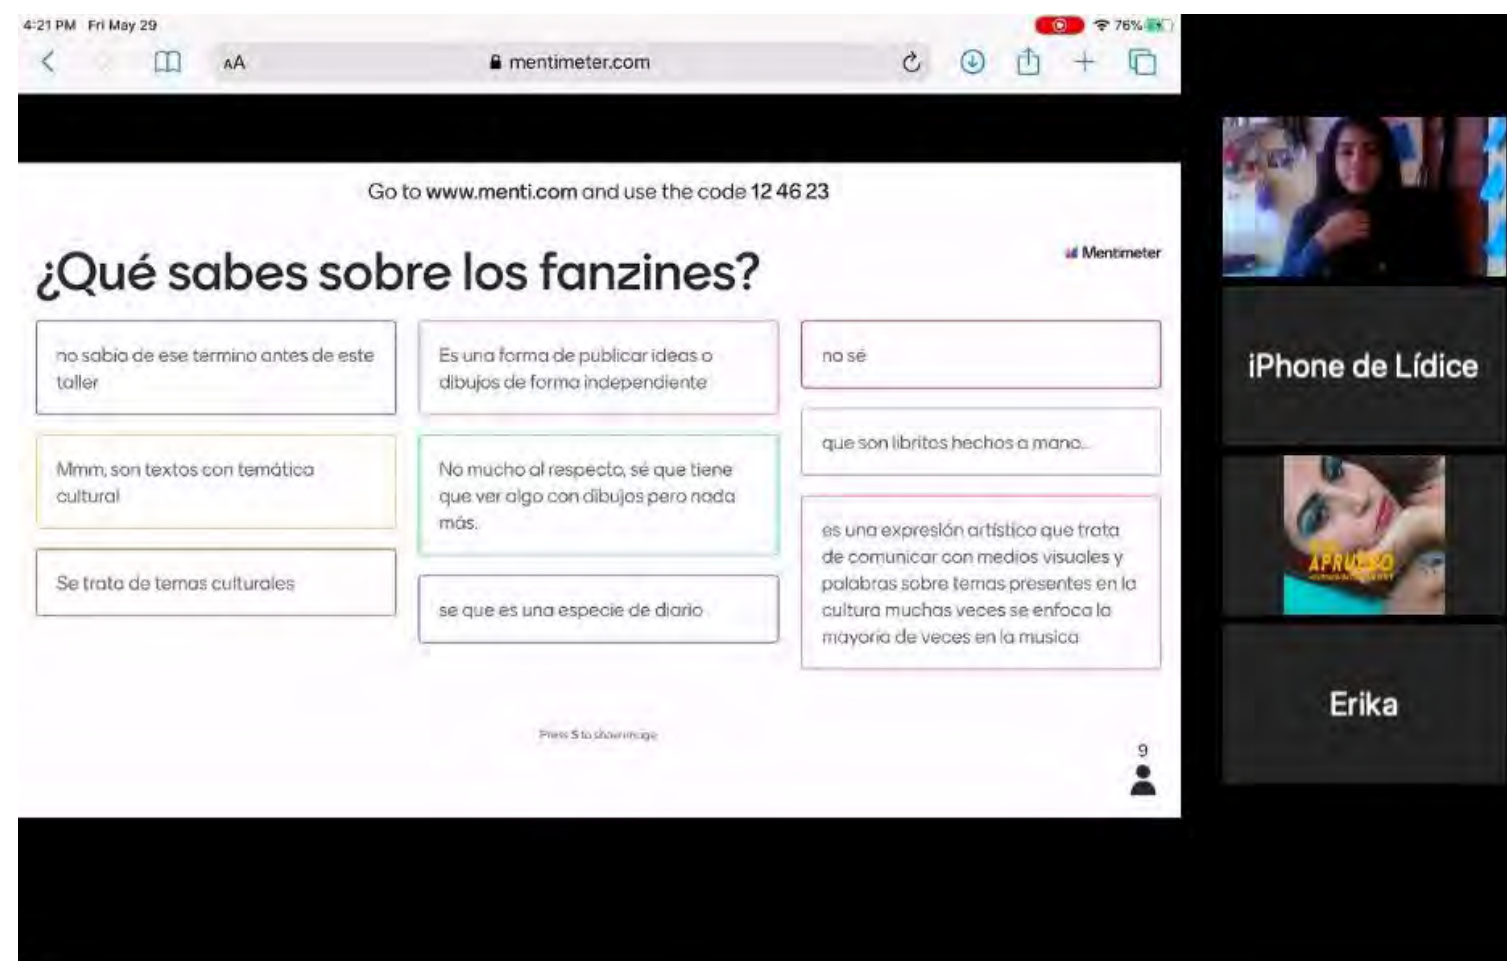 4:21 PM Fri May 29
76%
AA
mentimeter.com
Go to www.menti.com and use the code 12 46 23
¿Qué sabes sobre los fanzines?
Mentimeter
no sabia de ese termino antes de este
taller
Mmm, son textos con temática
cultural
Se trata de temas culturales
Es una forma de publicar ideas o
dibujos de forma independiente
No mucho al respecto, sé que tiene
que ver algo con dibujos pero nada
más.
se que es una especie de diario
no sé
que son libritos hechos a mano..
es una expresión artística que trata
de comunicar con medios visuales y
palabras sobre temas presentes en la
cultura muchas veces se enfoca la
mayoria de veces en la musica
Press S to show image
9
iPhone de Lídice
APRUEBO
Erika